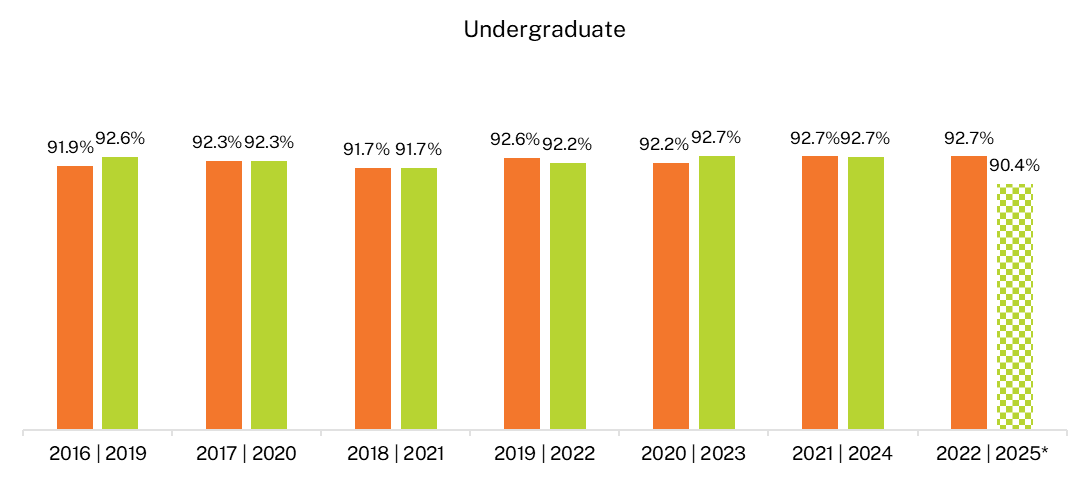 Undergraduate
91.9% 92.6% 92.3% 92.3% 91.7% 91.7% 92.6% 92.2% 92.2% 92.7% 92.7% 92.7% 92.7% 90.4%
2016 | 2019 2017 | 2020 2018 | 2021 2019 | 2022 2020 | 2023 2021 | 2024 2022 | 2025*